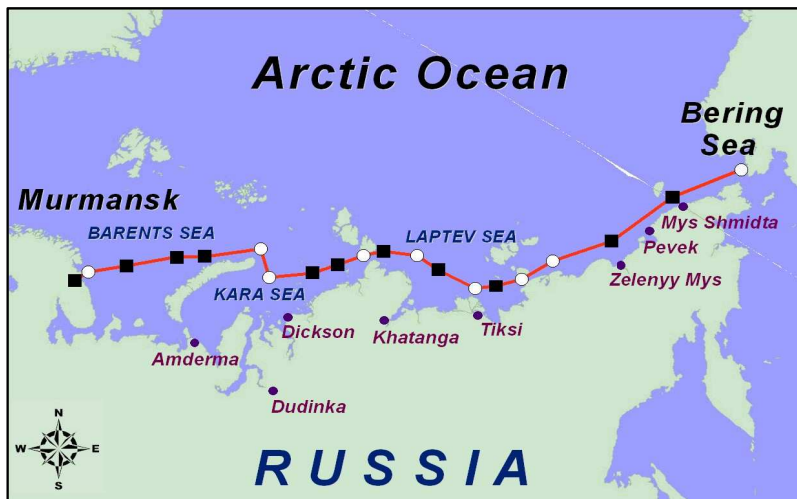 Arctic Ocean
Bering
Sea
Murmansk
BARENTS SEA
Mys Shmidta
LAPTEV SEA
Pevek
Zelenyy Mys
KARA SEA
Dickson
Khatanga
Tiksi
Amderma
Dudinka
N
W E
S
RUSSIA